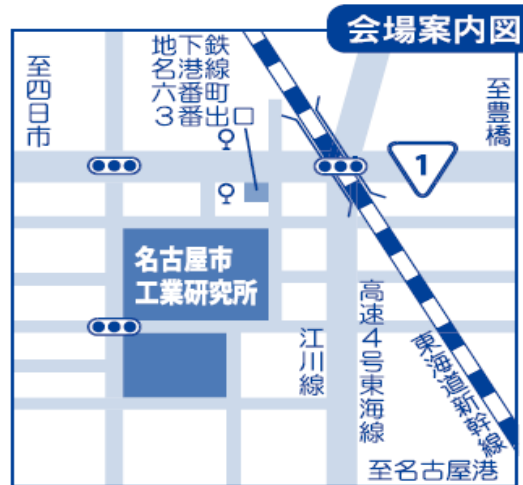 会場案内図
地下鉄
名港線
六番町
3番出口
至四日市
至豊橋
1
名古屋市
工業研究所
江川線
高速4号東海線
東海道新幹線
至名古屋港